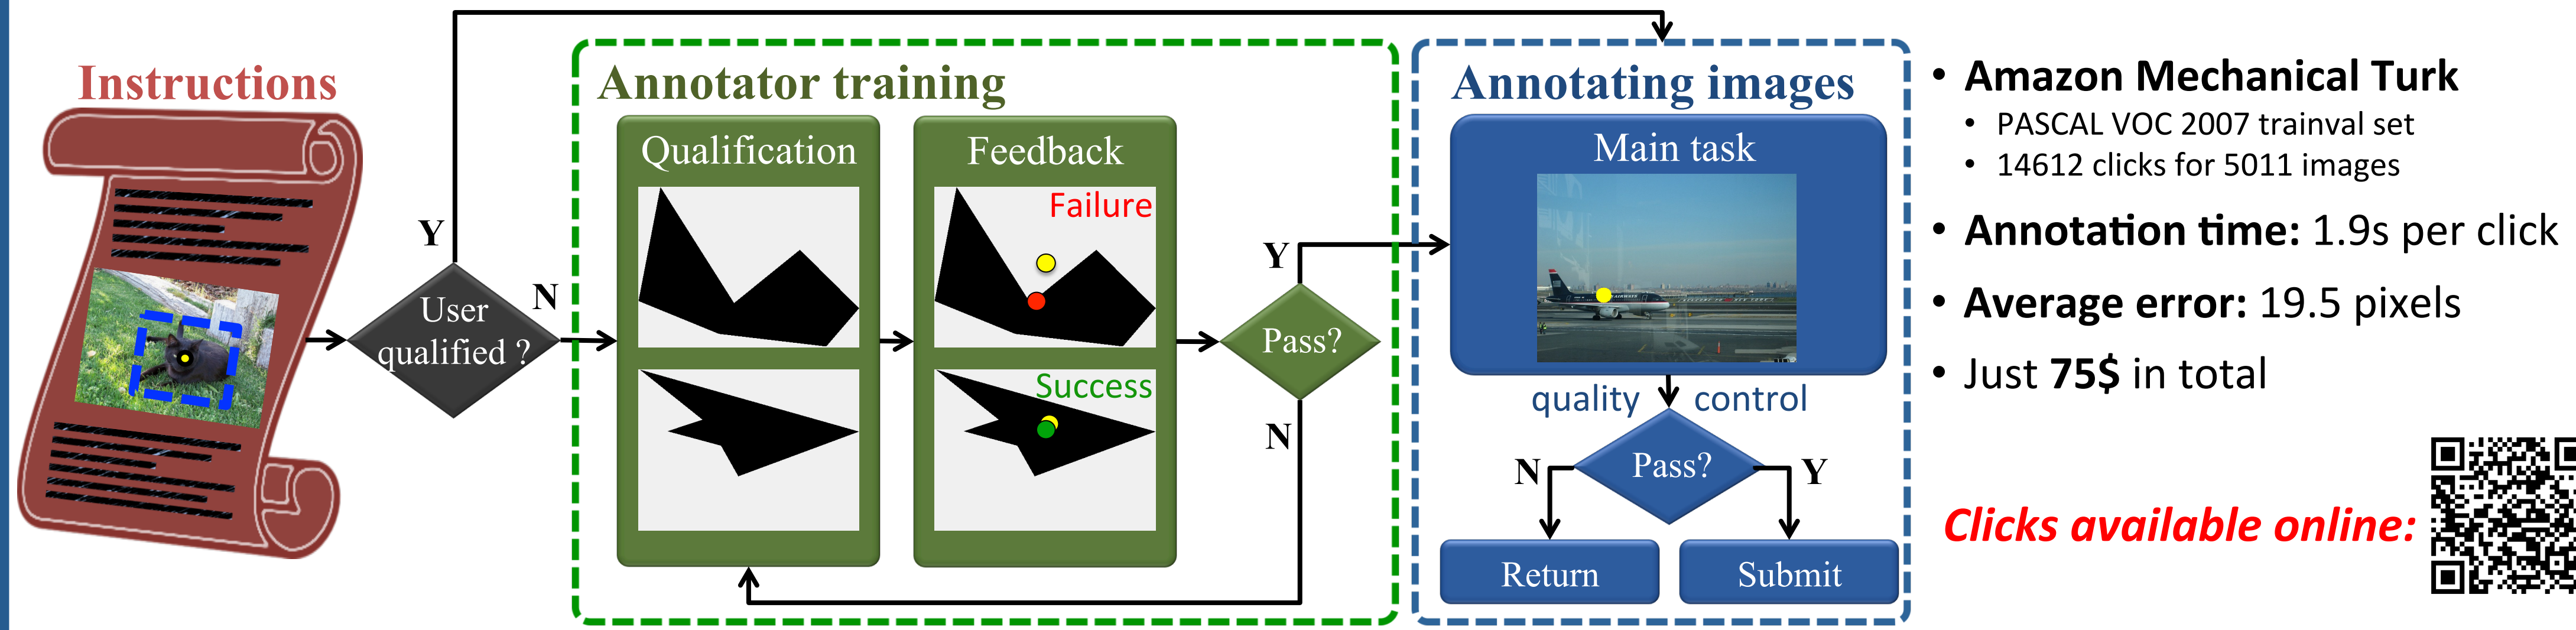 Instructions
Y
User
qualified ?
N
Annotator training
Qualification
Feedback
Failure
Success
Y
Pass?
N
Annotating images
Main task
quality control
Pass?
N
Y
Return
Submit
• Amazon Mechanical Turk
• PASCAL VOC 2007 trainval set
• 14612 clicks for 5011 images
• Annotation time: 1.9s per click
• Average error: 19.5 pixels
• Just 75$ in total
Clicks available online: